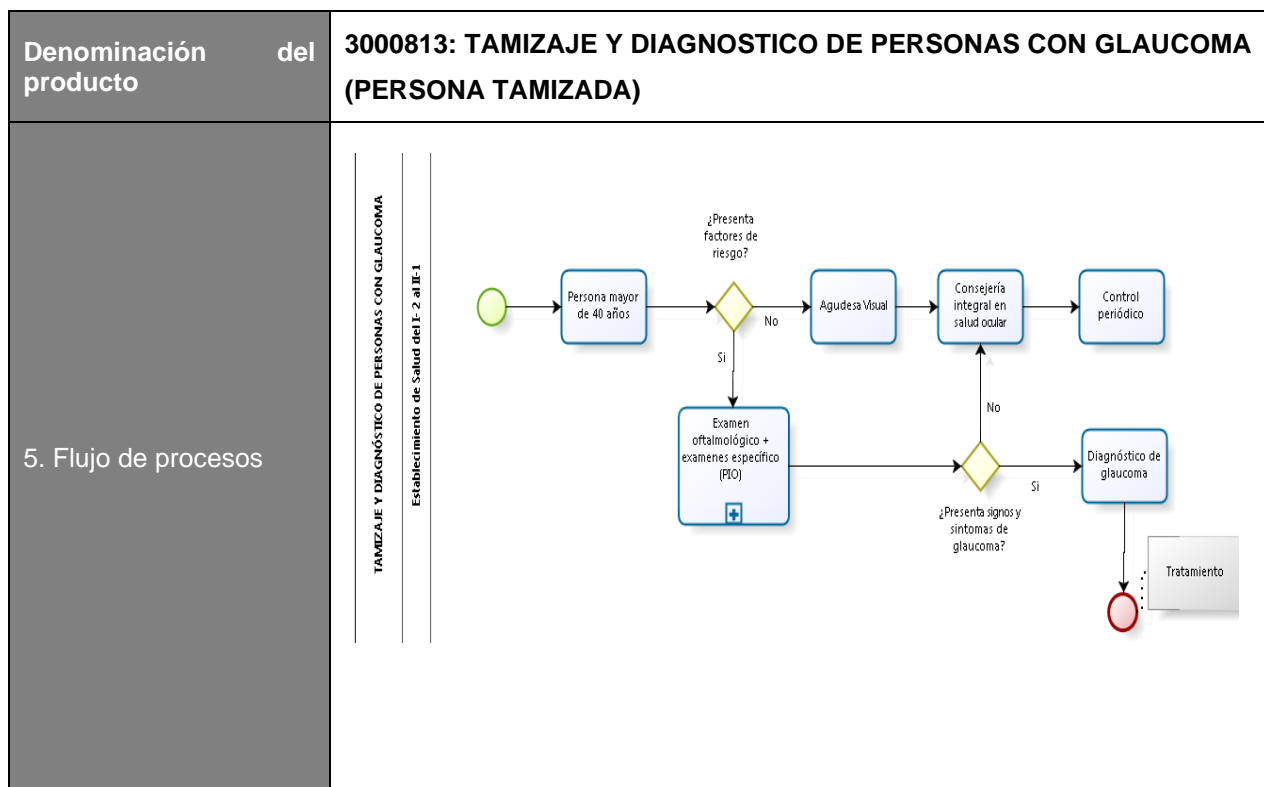 Denominación del
producto
3000813: TAMIZAJE Y DIAGNOSTICO DE PERSONAS CON GLAUCOMA
(PERSONA TAMIZADA)
5. Flujo de procesos
TAMIZAJE Y DIAGNÓSTICO DE PERSONAS CON GLAUCOMA
Establecimiento de Salud del I- 2 al II-1
Persona mayor
de 40 años
¿Presenta
factores de
riesgo?
No
Si
Agudesa Visual
Consejería
integral en
salud ocular
Control
periódico
Examen
oftalmológico +
examenes específico
(PIO)
No
Si
¿Presenta signos y
sintomas de
glaucoma?
Diagnóstico de
glaucoma
Tratamiento